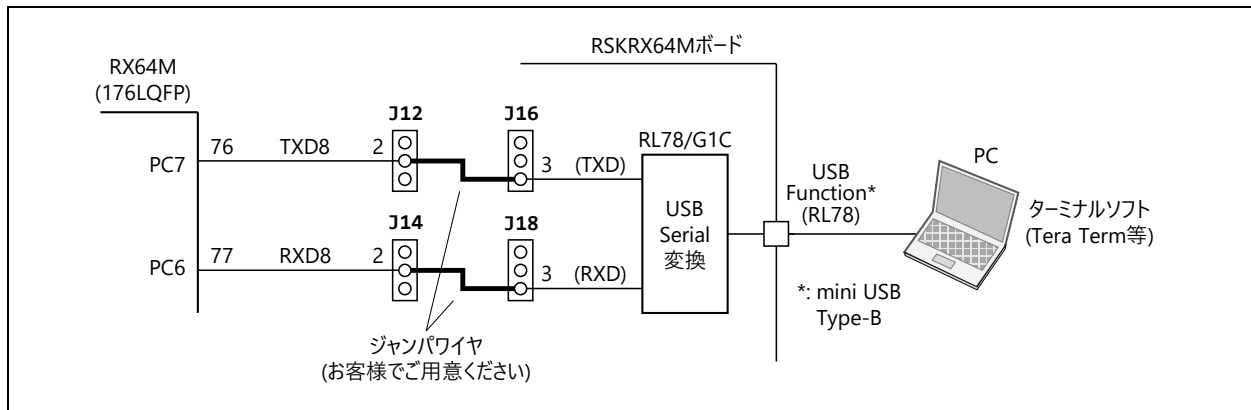 RSKRX64Mボード
RX64M
(176LQFP)
J12
J16
RL78/G1C
PC7
76
TXD8
2
3
(TXD)
USB
Function*
(RL78)
PC
USB
Serial
変換
ターミナルソフト
(Tera Term等)
J14
J18
PC6
77
RXD8
2
3
(RXD)
*: mini USB
Type-B
ジャンパワイヤ
(お客様でご用意ください)